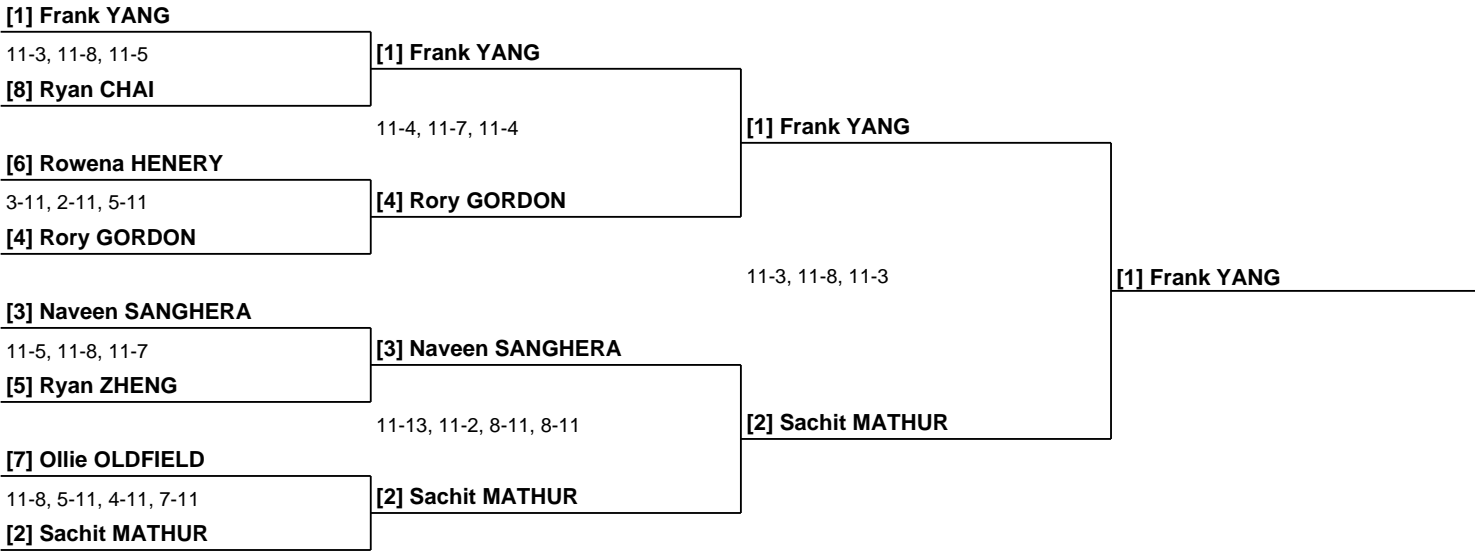 [1] Frank YANG
11-3, 11-8, 11-5
[8] Ryan CHAI
[6] Rowena HENERY
3-11, 2-11, 5-11
[4] Rory GORDON
[3] Naveen SANGHERA
11-5, 11-8, 11-7
[5] Ryan ZHENG
[7] Ollie OLDFIELD
11-8, 5-11, 4-11, 7-11
[2] Sachit MATHUR
[1] Frank YANG
11-4, 11-7, 11-4
[4] Rory GORDON
[3] Naveen SANGHERA
11-13, 11-2, 8-11, 8-11
[2] Sachit MATHUR
[1] Frank YANG
11-3, 11-8, 11-3
[2] Sachit MATHUR
[1] Frank YANG